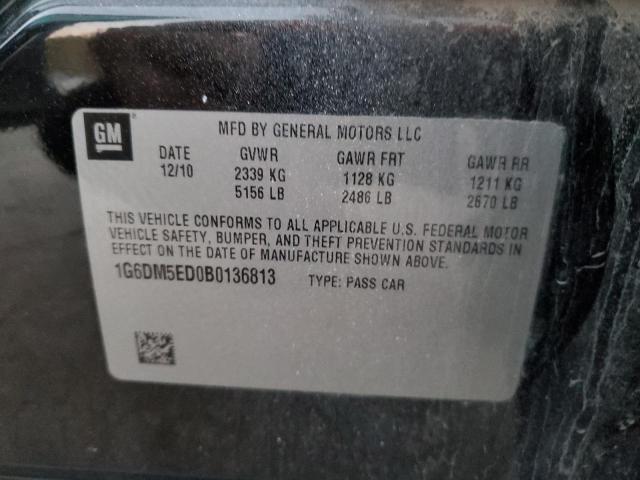 GM
MFD BY GENERAL MOTORS LLC
DATE GVWR GAWR FRT GAWR RR
12/10 2339 KG 1128 KG 1211 KG
5156 LB 2486 LB 2670 LB
THIS VEHICLE CONFORMS TO ALL APPLICABLE U.S. FEDERAL MOTOR
VEHICLE SAFETY, BUMPER, AND THEFT PREVENTION STANDARDS IN
EFFECT ON THE DATE OF MANUFACTURE SHOWN ABOVE.
1G6DM5ED0B0136813 TYPE: PASS CAR